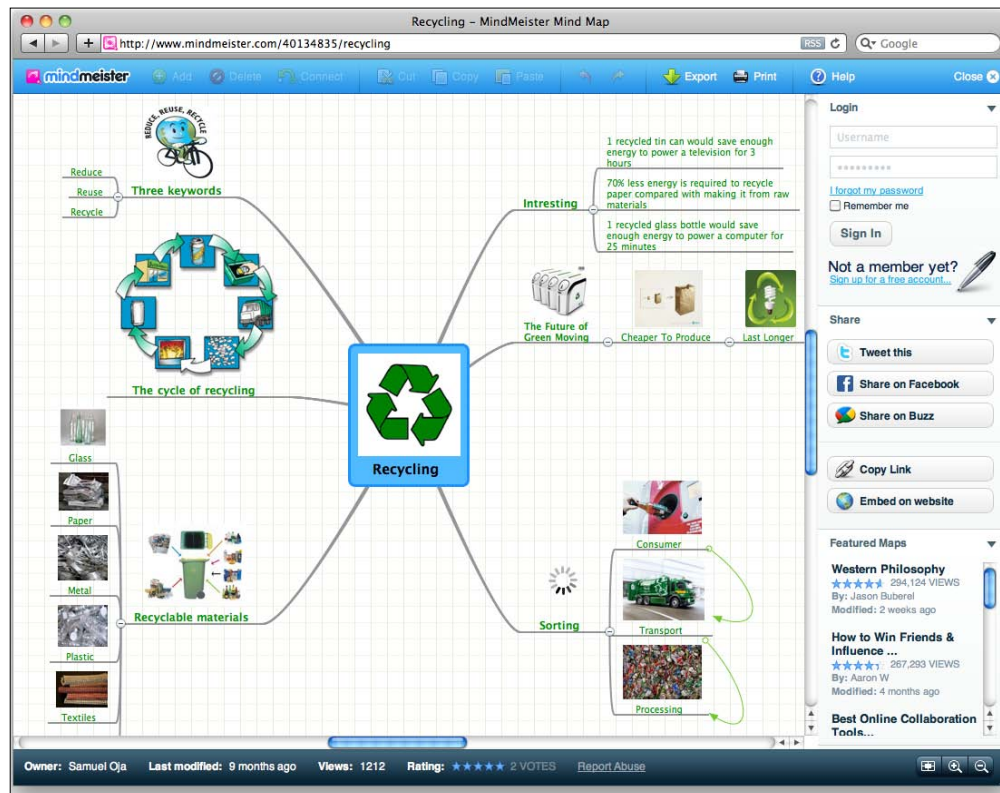 Recycling – MindMeister Mind Map
http://www.mindmeister.com/40134835/recycling
RSS
Google
mindmeister
Add
Delete
Connect
Cut
Copy
Paste
Export
Print
Help
Close
REDUCE, REUSE, RECYCLE
Reduce
Reuse
Recycle
Three keywords
The cycle of recycling
Glass
Paper
Metal
Plastic
Textiles
Recyclable materials
Recycling
Intresting
1 recycled tin can would save enough
energy to power a television for 3
hours
70% less energy is required to recycle
paper compared with making it from raw
materials
1 recycled glass bottle would save
enough energy to power a computer for
25 minutes
The Future of
Green Moving
Cheaper To Produce
Last Longer
Sorting
Consumer
Transport
Processing
Login
Username
I forgot my password
Remember me
Sign In
Not a member yet?
Sign up for a free account...
Share
Tweet this
Share on Facebook
Share on Buzz
Copy Link
Embed on website
Featured Maps
Western Philosophy
294,124 VIEWS
By: Jason Buberel
Modified: 2 weeks ago
How to Win Friends &
Influence ...
267,293 VIEWS
By: Aaron W
Modified: 4 months ago
Best Online Collaboration
Tools...
Owner: Samuel Oja Last modified: 9 months ago Views: 1212 Rating: 2 VOTES Report Abuse